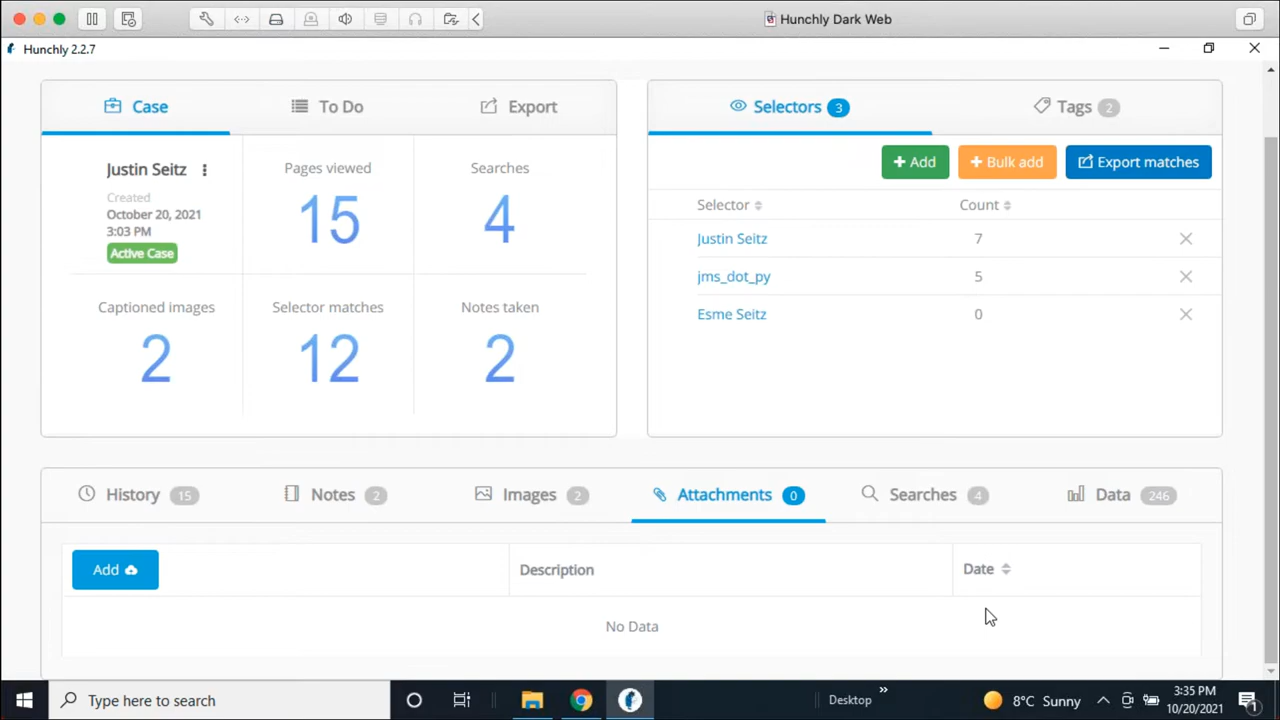 Hunchly Dark Web
Hunchly 2.2.7
Case
To Do
Export
Justin Seitz
Created
October 20, 2021
3:03 PM
Active Case
Pages viewed
15
Searches
4
Captioned images
2
Selector matches
12
Notes taken
2
Selectors 3
Tags 2
+ Add
+ Bulk add
Export matches
Selector
Count
Justin Seitz 7
jms_dot_py 5
Esme Seitz 0
History 15
Notes 2
Images 2
Attachments 0
Searches 4
Data 246
Add
Description
Date
No Data
Type here to search
Desktop
8°C Sunny
3:35 PM
10/20/2021
1